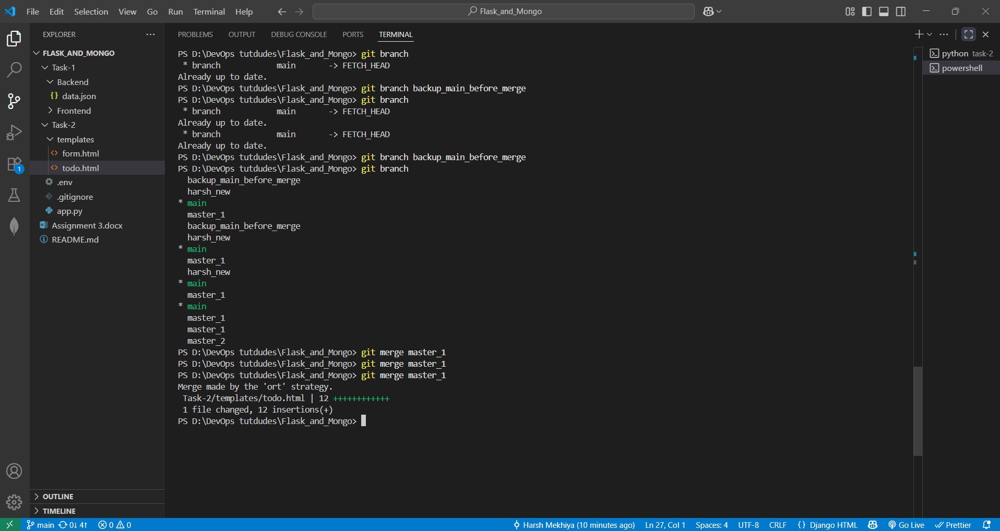 File Edit Selection View Go Run Terminal Help Flask_and_Mongo
EXPLORER
FLASK_AND_MONGO
Task-1
Backend
data.json
Frontend
Task-2
templates
form.html
todo.html
.env
.gitignore
app.py
Assignment 3.docx
README.md
OUTLINE
TIMELINE
1
PROBLEMS OUTPUT DEBUG CONSOLE PORTS TERMINAL
PS D:\DevOps tutdudes\Flask_and_Mongo> git branch
* branch main -> FETCH_HEAD
Already up to date.
PS D:\DevOps tutdudes\Flask_and_Mongo> git branch backup_main_before_merge
PS D:\DevOps tutdudes\Flask_and_Mongo> git branch
* branch main -> FETCH_HEAD
Already up to date.
* branch main -> FETCH_HEAD
Already up to date.
PS D:\DevOps tutdudes\Flask_and_Mongo> git branch backup_main_before_merge
PS D:\DevOps tutdudes\Flask_and_Mongo> git branch
backup_main_before_merge
harsh_new
* main
master_1
backup_main_before_merge
harsh_new
* main
master_1
harsh_new
* main
master_1
* main
master_1
master_1
master_2
PS D:\DevOps tutdudes\Flask_and_Mongo> git merge master_1
PS D:\DevOps tutdudes\Flask_and_Mongo> git merge master_1
PS D:\DevOps tutdudes\Flask_and_Mongo> git merge master_1
Merge made by the 'ort' strategy.
Task-2/templates/todo.html | 12 ++++++++++++
1 file changed, 12 insertions(+)
PS D:\DevOps tutdudes\Flask_and_Mongo>
python task-2
powershell
main 0↓ 4↑ 0 0 Harsh Mekhiya (10 minutes ago) Ln 27, Col 1 Spaces: 4 UTF-8 CRLF {} Django HTML Go Live Prettier